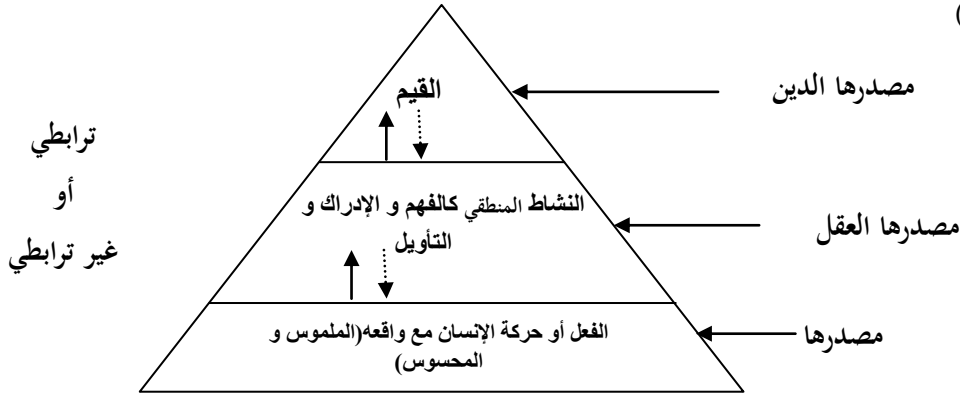 )
القيم
مصدرها الدين
ترابطي
أو
غير ترابطي
النشاط المنطقي كالفهم و الإدراك و
التأويل
مصدرها العقل
الفعل أو حركة الإنسان مع واقعه(الملموس و
المحسوس)
مصدرها